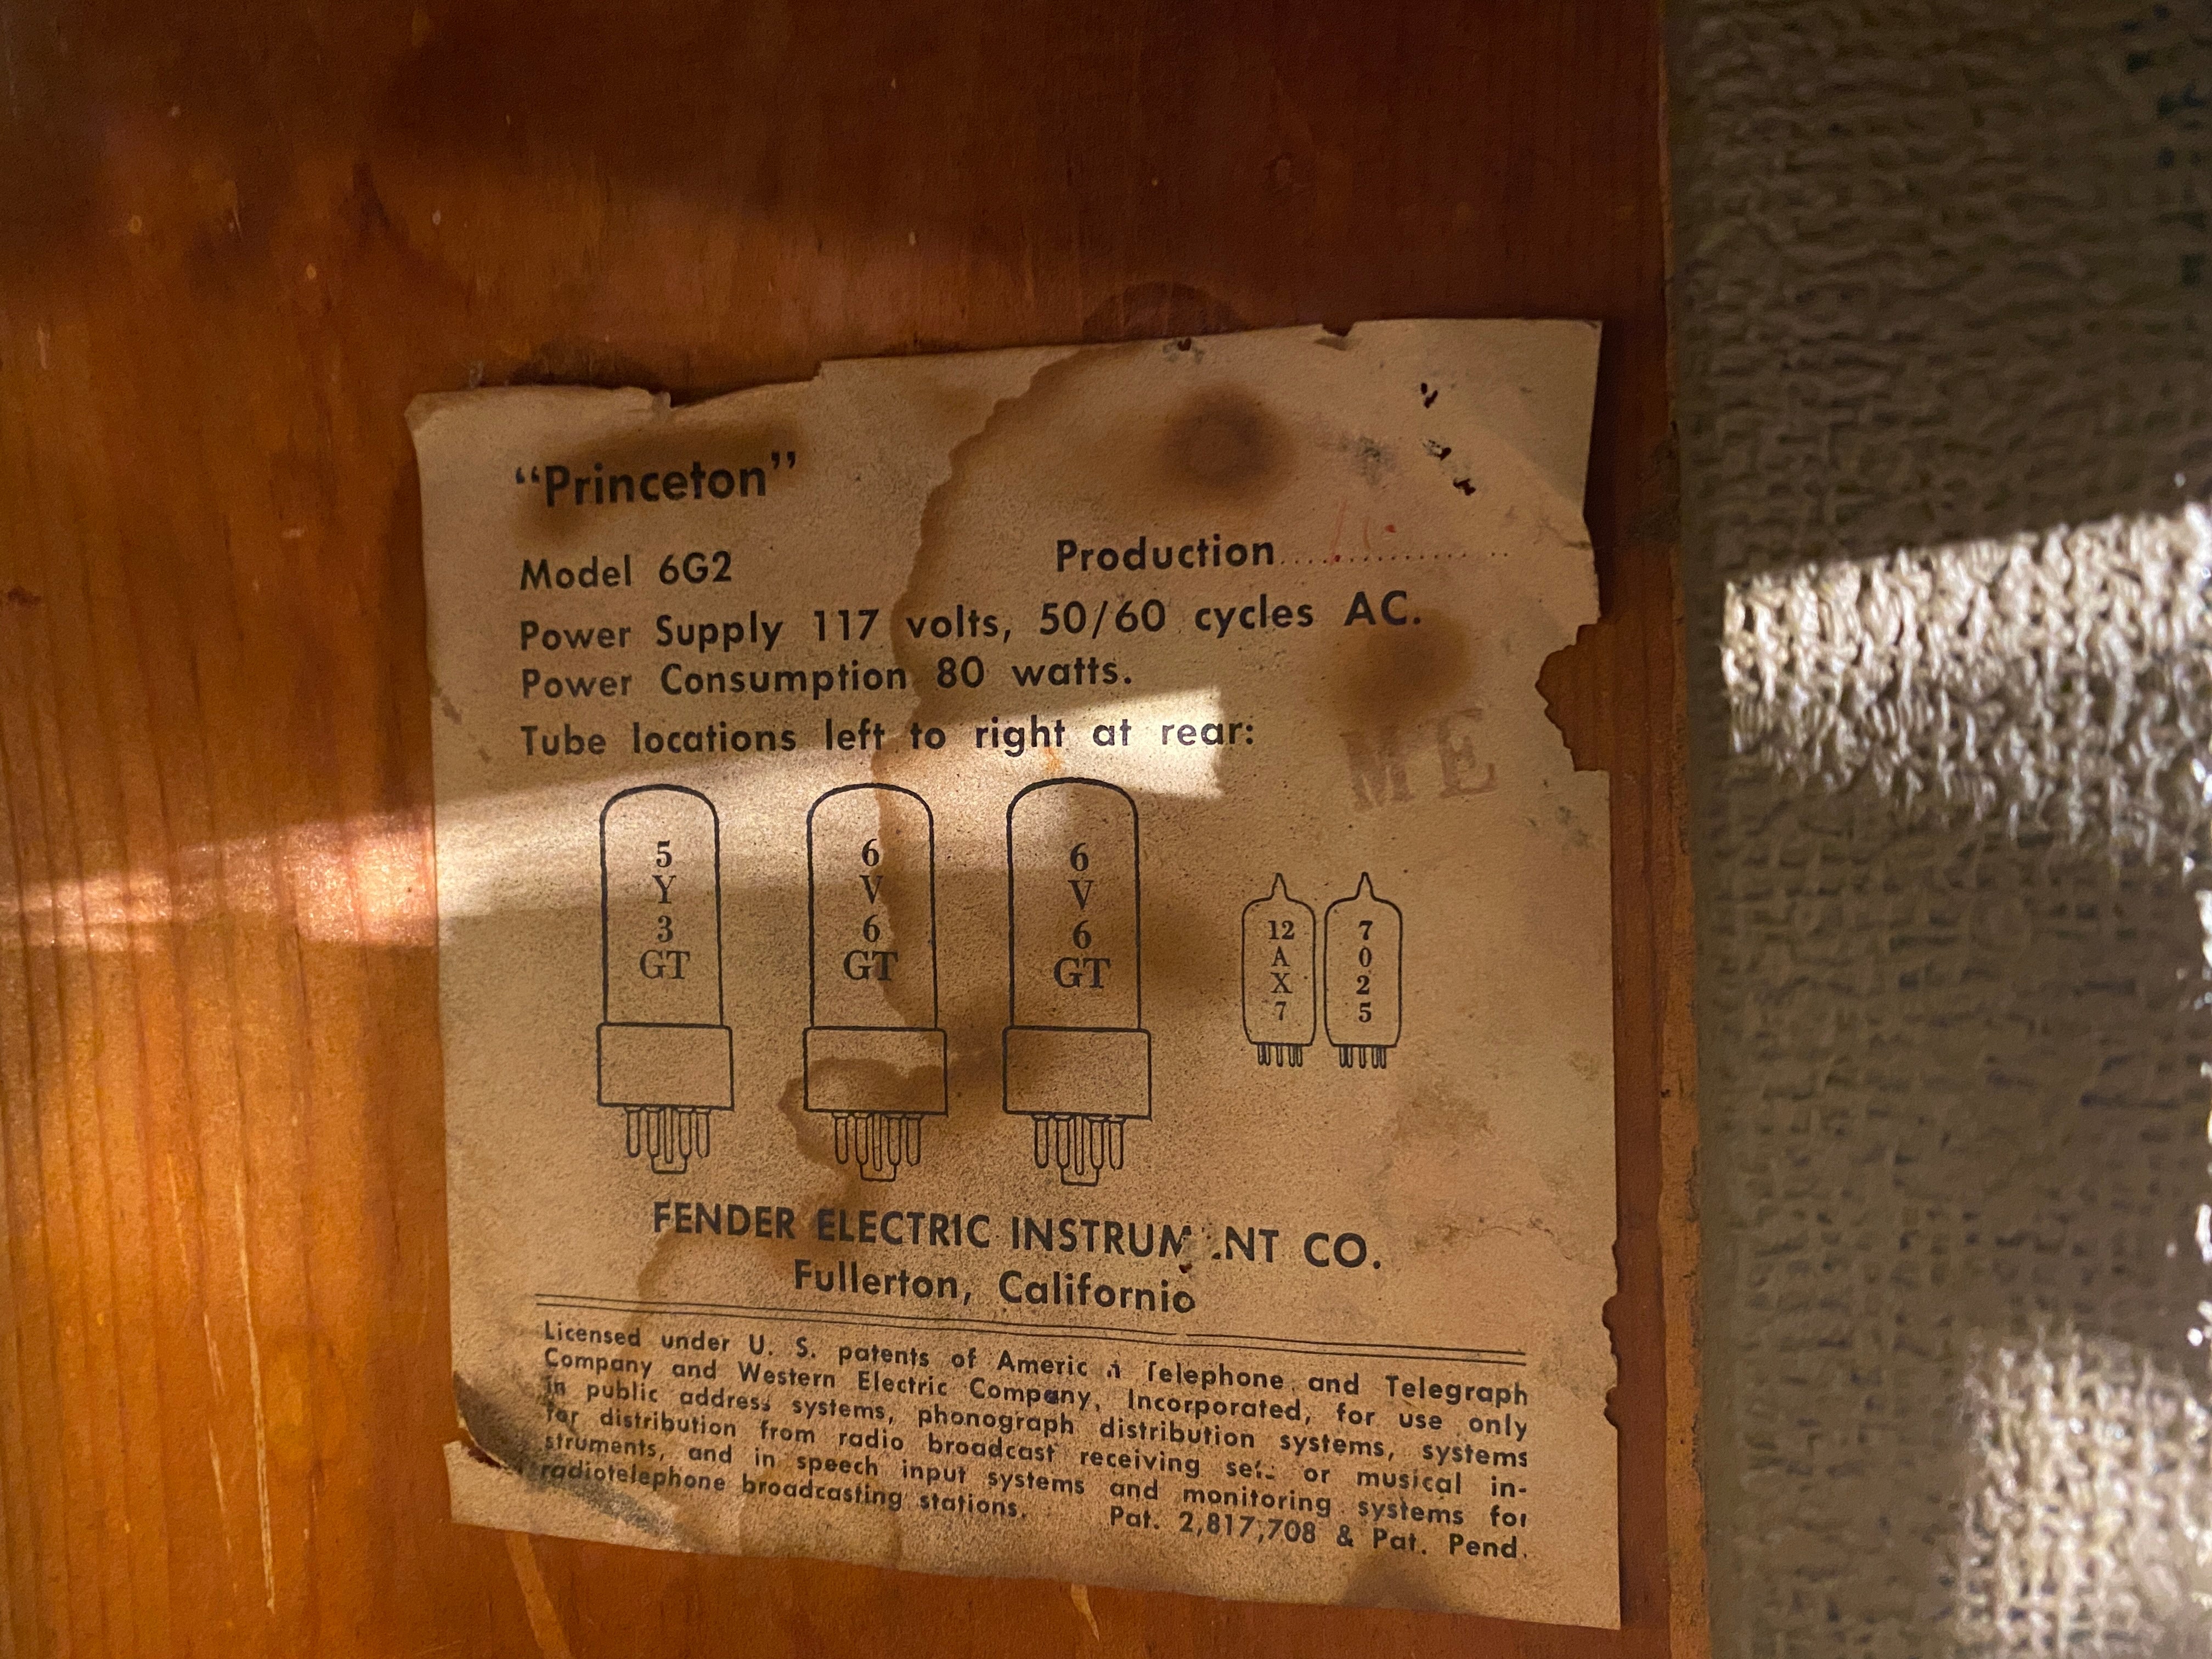 “Princeton”
Model 6G2 Production
Power Supply 117 volts, 50/60 cycles AC.
Power Consumption 80 watts.
Tube locations left to right at rear:
ME
5
Y
3
GT
6
V
6
GT
6
V
6
GT
12
A
X
7
7
0
2
5
FENDER ELECTRIC INSTRUMENT CO.
Fullerton, California
Licensed under U. S. patents of American Telephone and Telegraph
Company and Western Electric Company, Incorporated, for use only
in public address systems, phonograph distribution systems, systems
for distribution from radio broadcast receiving sets or musical in-
struments, and in speech input systems and monitoring systems for
radiotelephone broadcasting stations. Pat. 2,817,708 & Pat. Pend.